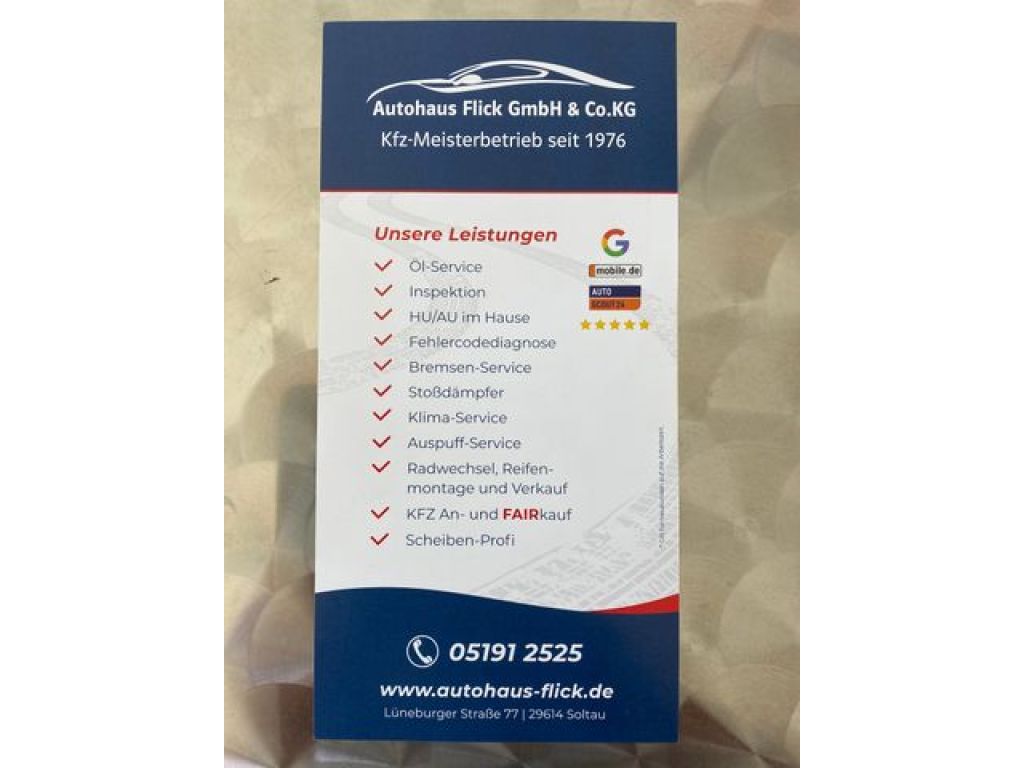 Autohaus Flick GmbH & Co.KG
Kfz-Meisterbetrieb seit 1976
Unsere Leistungen
Öl-Service
Inspektion
HU/AU im Hause
Fehlercodediagnose
Bremsen-Service
Stoßdämpfer
Klima-Service
Auspuff-Service
Radwechsel, Reifen-
montage und Verkauf
KFZ An- und FAIRkauf
Scheiben-Profi
G
mobile.de
AUTO
SCOUT24
05191 2525
www.autohaus-flick.de
Lüneburger Straße 77 | 29614 Soltau